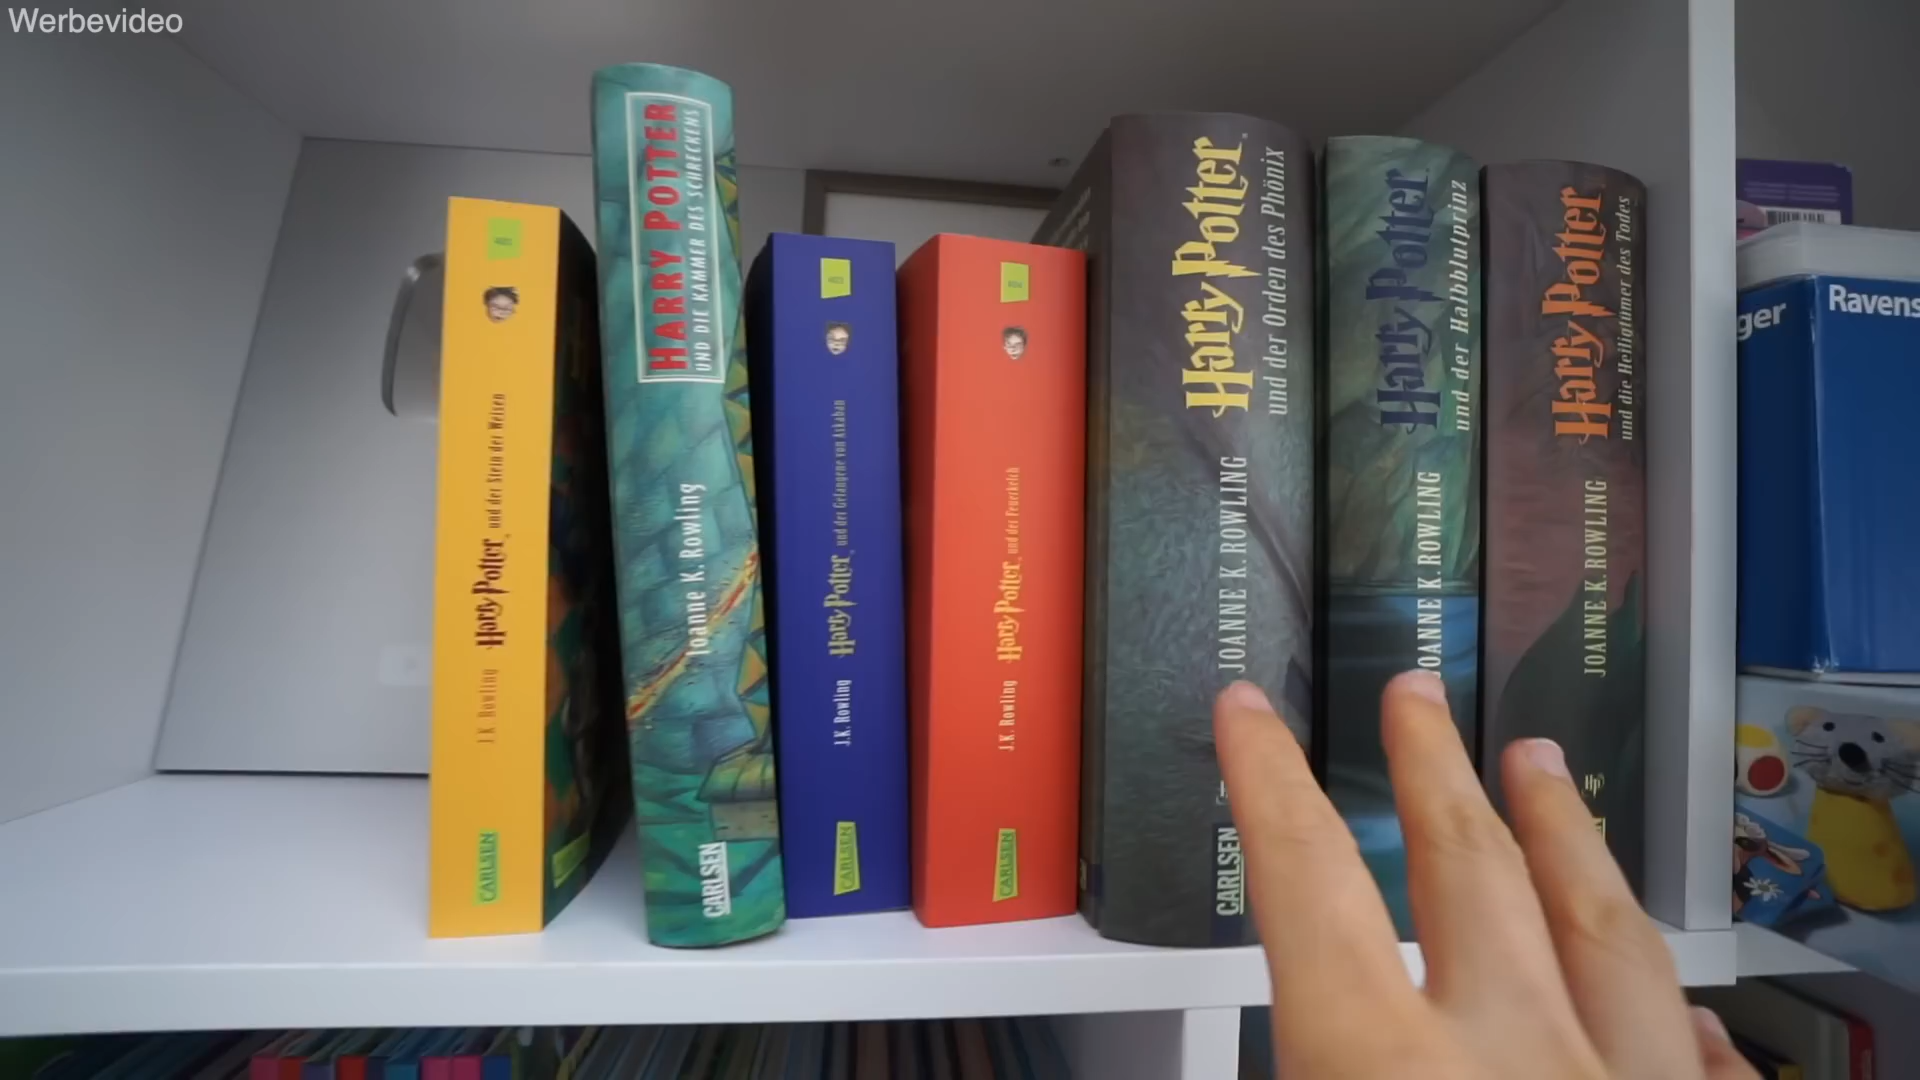 Werbevideo
J.K. Rowling Harry Potter und der Stein der Weisen
CARLSEN
HARRY POTTER
UND DIE KAMMER DES SCHRECKENS
Joanne K. Rowling
CARLSEN
J.K. Rowling Harry Potter und der Gefangene von Askaban
CARLSEN
J.K. Rowling Harry Potter und der Feuerkelch
CARLSEN
Harry Potter
und der Orden des Phönix
JOANNE K. ROWLING
CARLSEN
Harry Potter
und der Halbblutprinz
JOANNE K. ROWLING
Harry Potter
und die Heiligtümer des Todes
JOANNE K. ROWLING
ger
Ravens